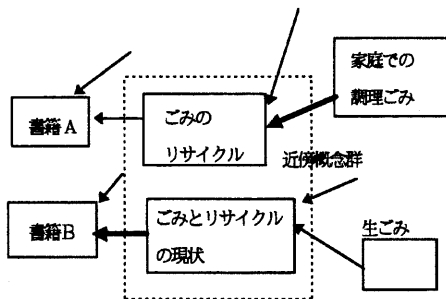 家庭での
調理ごみ
書籍A
ごみの
リサイクル
近傍概念群
書籍B
ごみとリサイクル
の現状
生ごみ